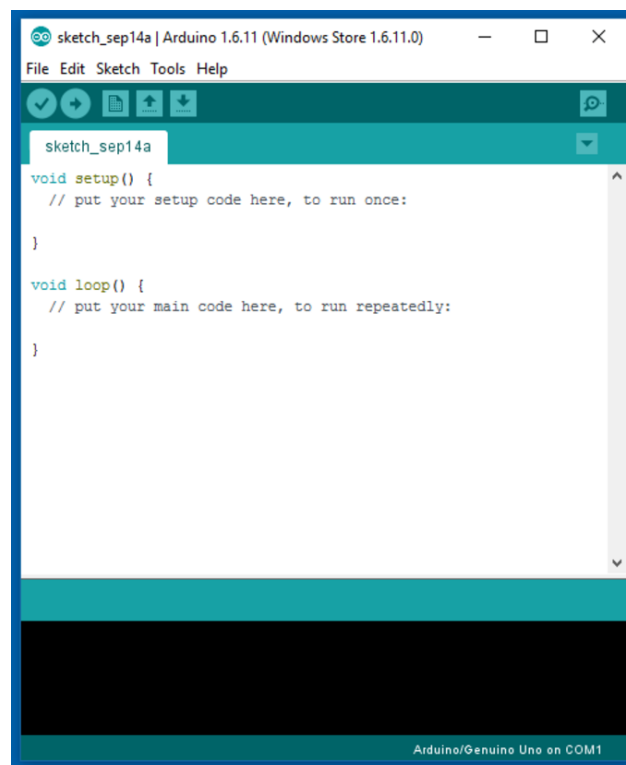 sketch_sep14a | Arduino 1.6.11 (Windows Store 1.6.11.0)
File Edit Sketch Tools Help
sketch_sep14a
void setup() {
  // put your setup code here, to run once:
}
void loop() {
  // put your main code here, to run repeatedly:
}
Arduino/Genuino Uno on COM1